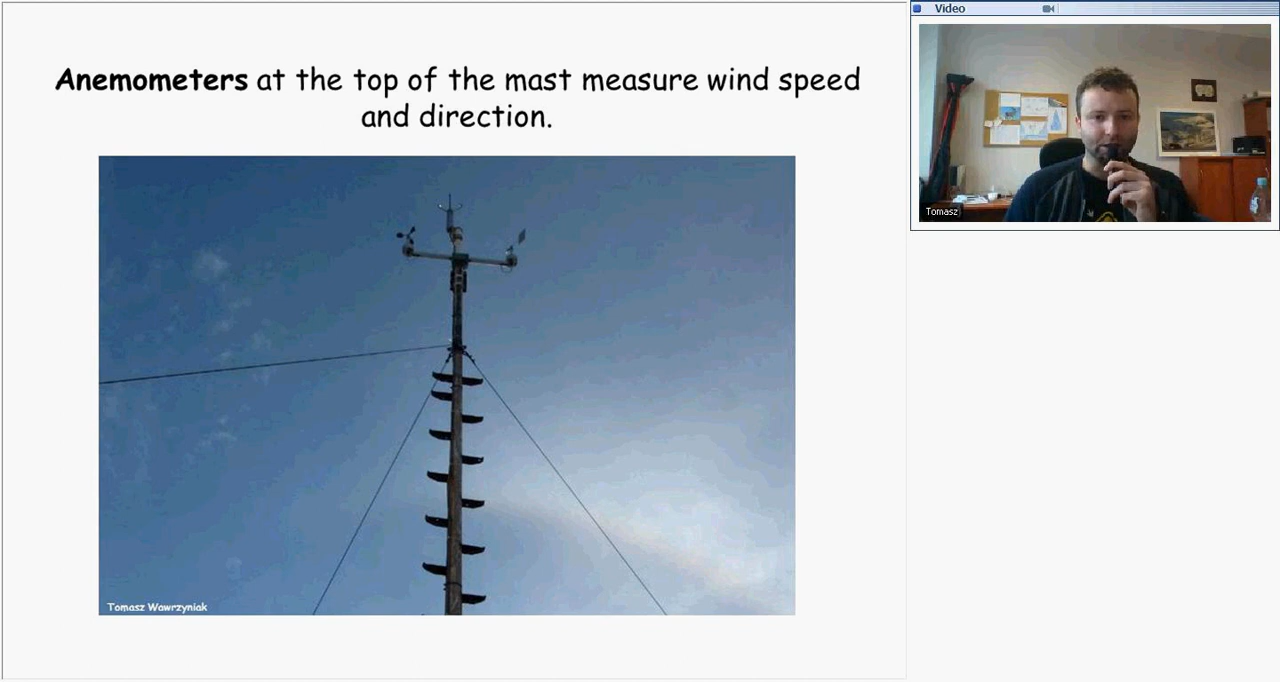 Anemometers at the top of the mast measure wind speed
and direction.
Tomasz Wawrzyniak
Video
Tomasz